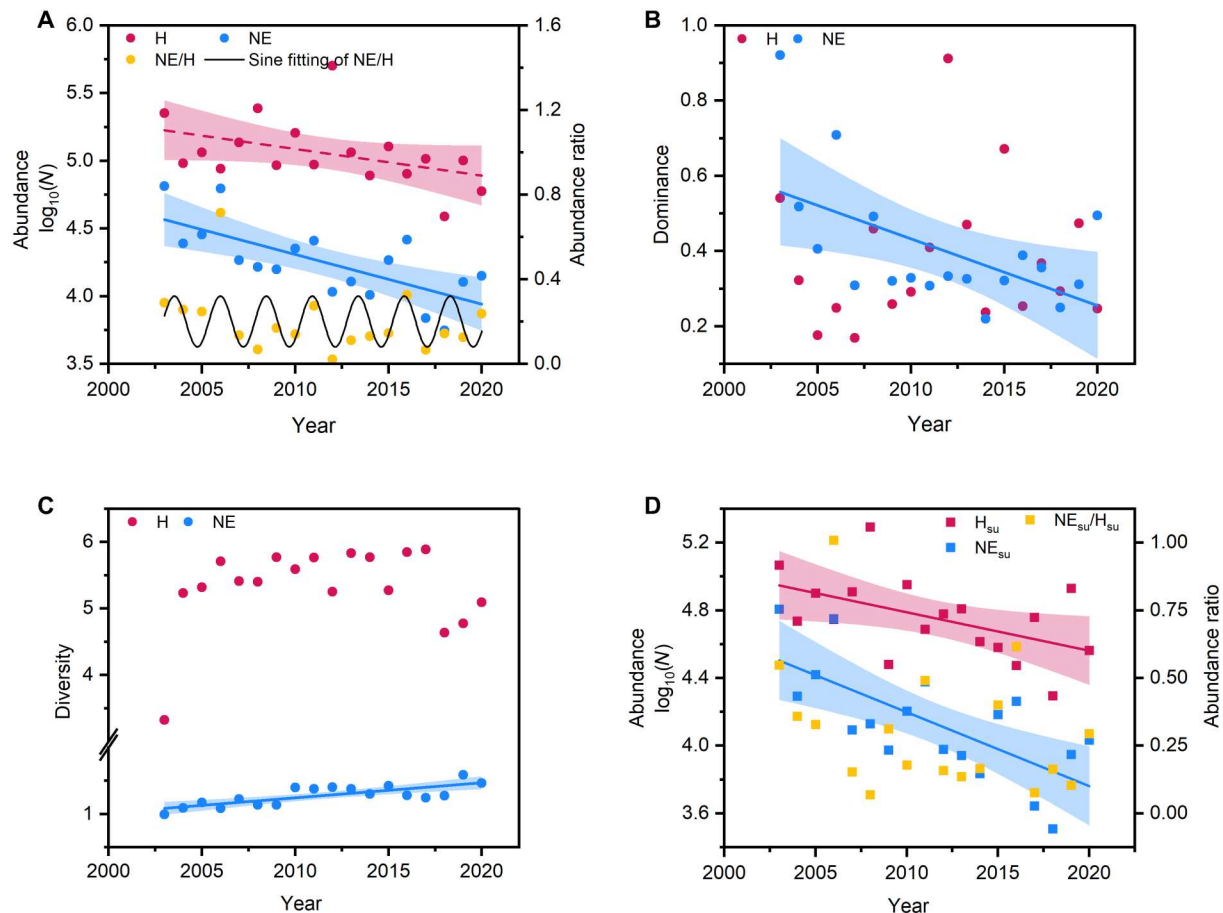 A
H NE
NE/H Sine fitting of NE/H
6.0
5.5
5.0
4.5
4.0
3.5
1.6
1.2
0.8
0.4
0.0
Abundance
log₁₀(N)
Abundance ratio
2000 2005 2010 2015 2020
Year
B
H NE
1.0
0.8
0.6
0.4
0.2
Dominance
2000 2005 2010 2015 2020
Year
C
H NE
6
5
4
1
Diversity
2000 2005 2010 2015 2020
Year
D
Hsu NEsu/Hsu
NEsu
5.2
4.8
4.4
4.0
3.6
1.00
0.75
0.50
0.25
0.00
Abundance
log₁₀(N)
Abundance ratio
2000 2005 2010 2015 2020
Year